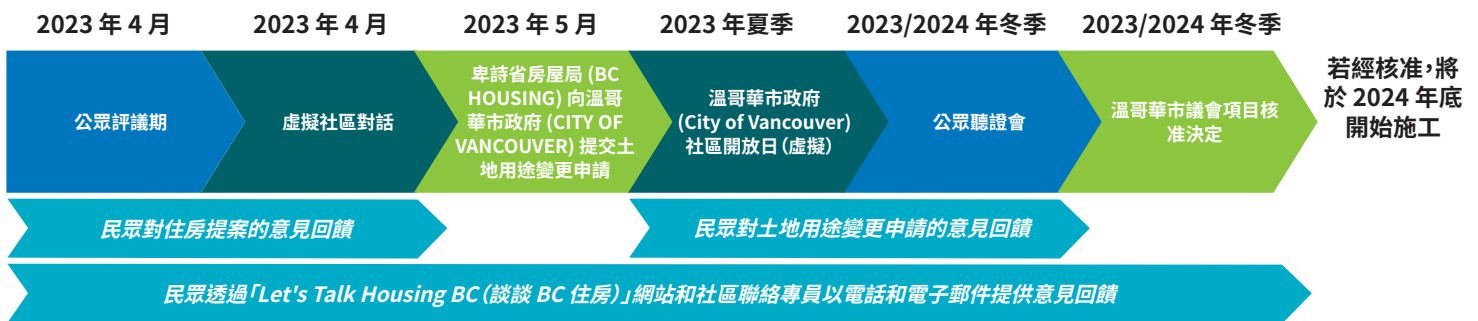 2023 年 4 月
2023 年 4 月
2023 年 5 月
2023 年夏季
2023/2024 年冬季
2023/2024 年冬季
公眾評議期
虛擬社區對話
卑詩省房屋局 (BC
HOUSING) 向溫哥
華市政府 (CITY OF
VANCOUVER) 提交土
地用途變更申請
溫哥華市政府
(City of Vancouver)
社區開放日（虛擬）
公眾聽證會
溫哥華市議會項目核
准決定
若經核准，將
於 2024 年底
開始施工
民眾對住房提案的意見回饋
民眾對土地用途變更申請的意見回饋
民眾透過「Let's Talk Housing BC（談談 BC 住房）」網站和社區聯絡專員以電話和電子郵件提供意見回饋